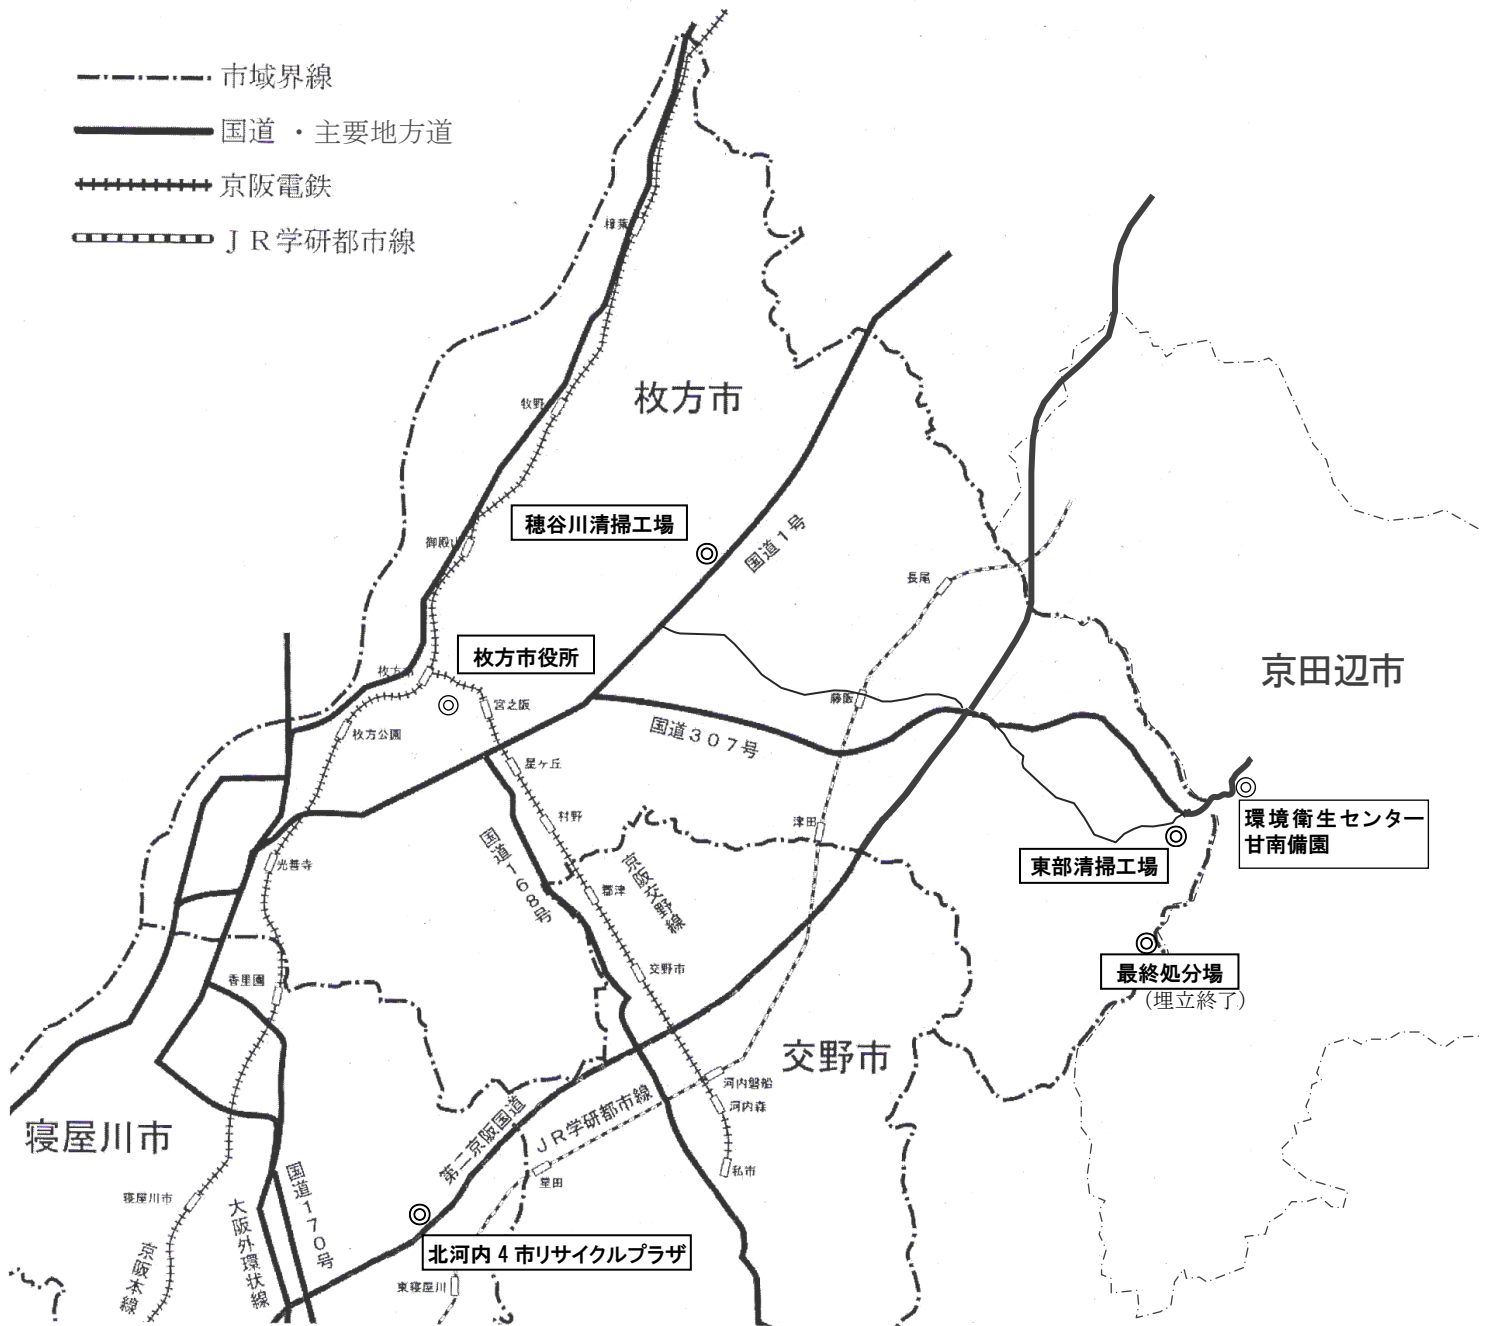 市域界線
国道・主要地方道
京阪電鉄
ＪＲ学研都市線
樟葉
枚方市
牧野
穂谷川清掃工場
御殿山
国道１号
長尾
枚方市役所
枚方
京田辺市
宮之阪
藤阪
枚方公園
国道３０７号
星ヶ丘
環境衛生センター
甘南備園
村野
津田
国道１６８号
京阪交野線
東部清掃工場
光善寺
郡津
交野市
最終処分場
(埋立終了)
香里園
交野市
河内磐船
河内森
寝屋川市
第二京阪国道
ＪＲ学研都市線
私市
星田
国道１７０号
寝屋川市
大阪外環状線
北河内４市リサイクルプラザ
京阪本線
東寝屋川